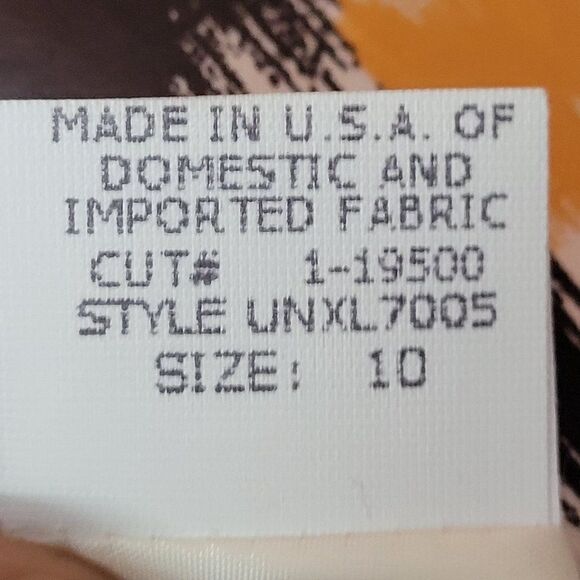 MADE IN U.S.A. OF
DOMESTIC AND
IMPORTED FABRIC
CUT# 1-19500
STYLE UNXL7005
SIZE: 10